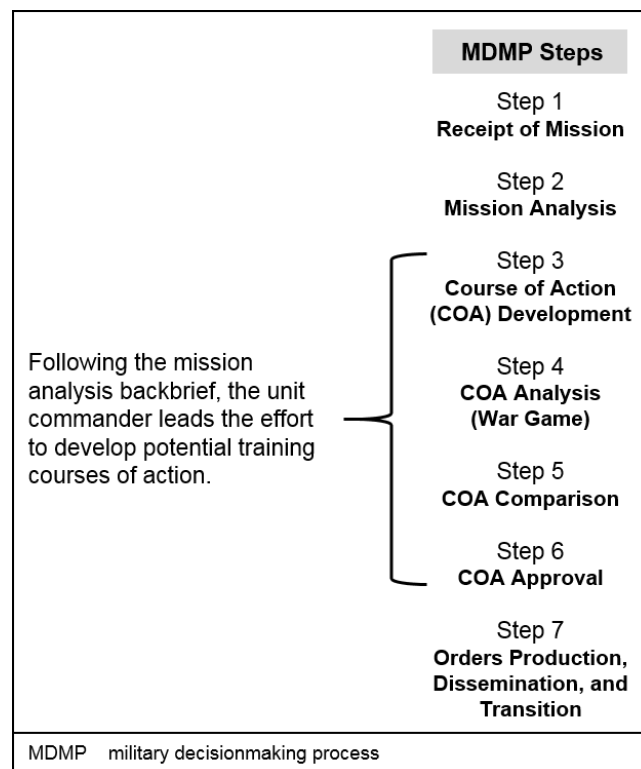 MDMP Steps
Step 1
Receipt of Mission
Step 2
Mission Analysis
Step 3
Course of Action
(COA) Development
Following the mission
analysis backbrief, the unit
commander leads the effort
to develop potential training
courses of action.
Step 4
COA Analysis
(War Game)
Step 5
COA Comparison
Step 6
COA Approval
Step 7
Orders Production,
Dissemination, and
Transition
MDMP military decisionmaking process